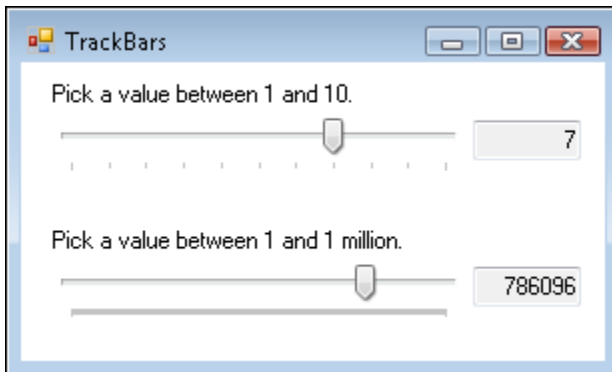 TrackBars
Pick a value between 1 and 10.
7
Pick a value between 1 and 1 million.
786096